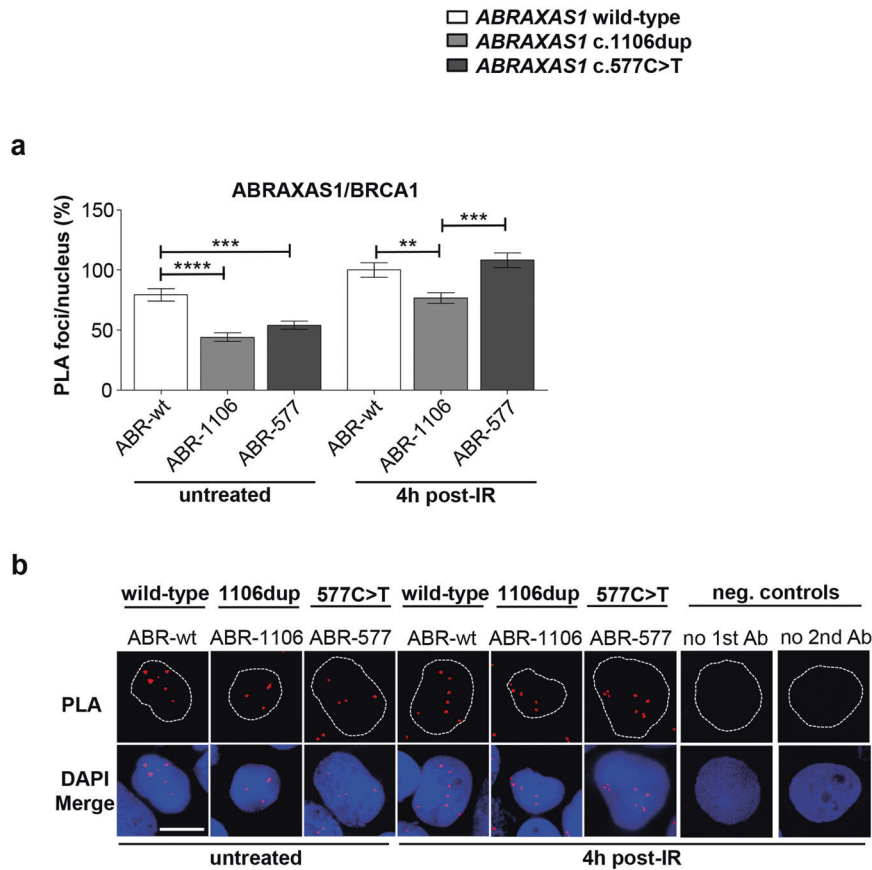 ABRAXAS1 wild-type
ABRAXAS1 c.1106dup
ABRAXAS1 c.577C>T
a
ABRAXAS1/BRCA1
PLA foci/nucleus (%)
150
100
50
0
***
****
**
***
ABR-wt
ABR-1106
ABR-577
ABR-wt
ABR-1106
ABR-577
untreated
4h post-IR
b
wild-type 1106dup 577C>T wild-type 1106dup 577C>T neg. controls
ABR-wt ABR-1106 ABR-577 ABR-wt ABR-1106 ABR-577 no 1st Ab no 2nd Ab
PLA
DAPI
Merge
untreated
4h post-IR